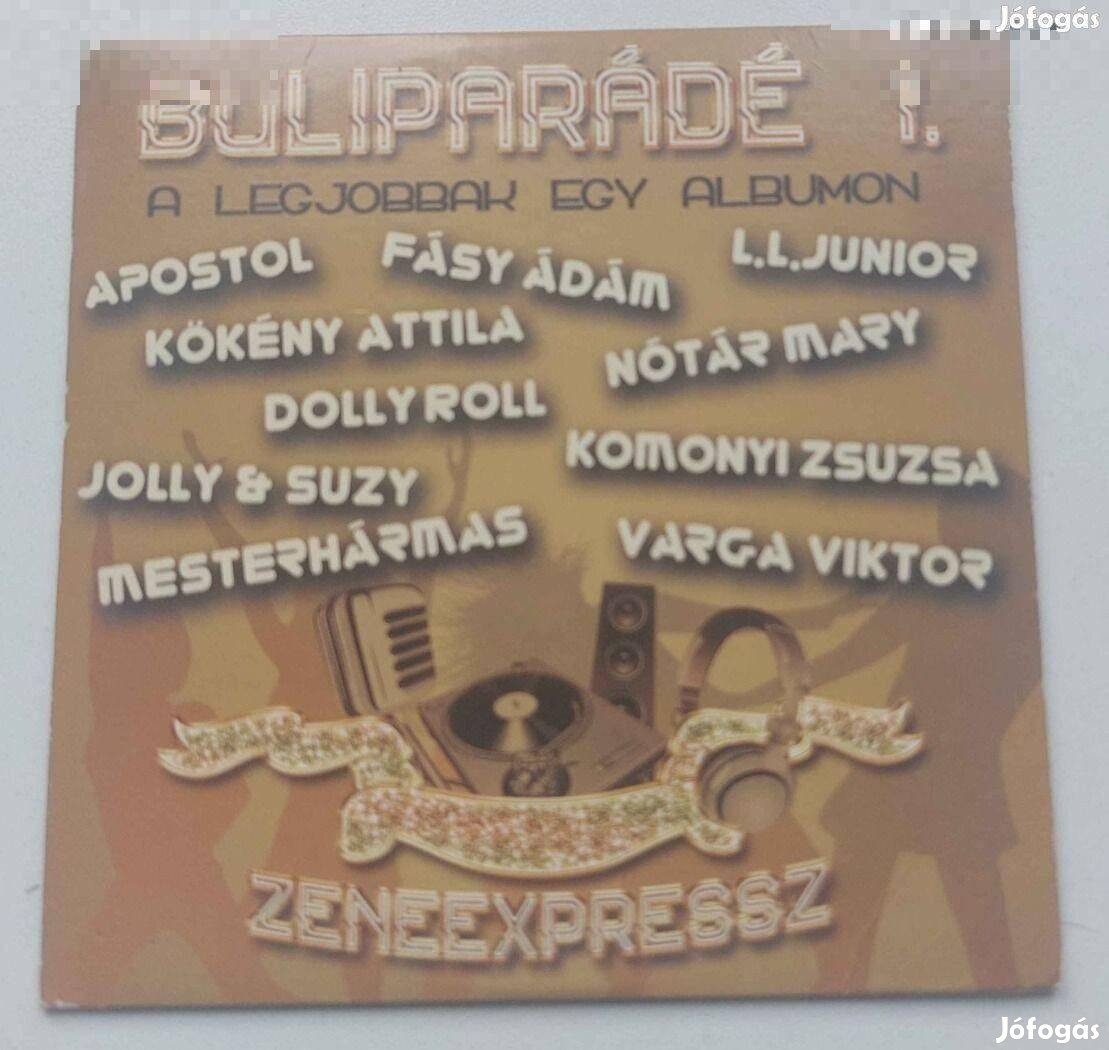 Jófogás
BULIPARÁDÉ 1.
A LEGJOBBAK EGY ALBUMON
APOSTOL FÁSY ÁDÁM L.L.JUNIOR
KÖKÉNY ATTILA NÓTÁR MARY
DOLLY ROLL
JOLLY & SUZY KOMONYI ZSUZSA
MESTERHÁRMAS VARGA VIKTOR
ZENEEXPRESSZ
Jófogás